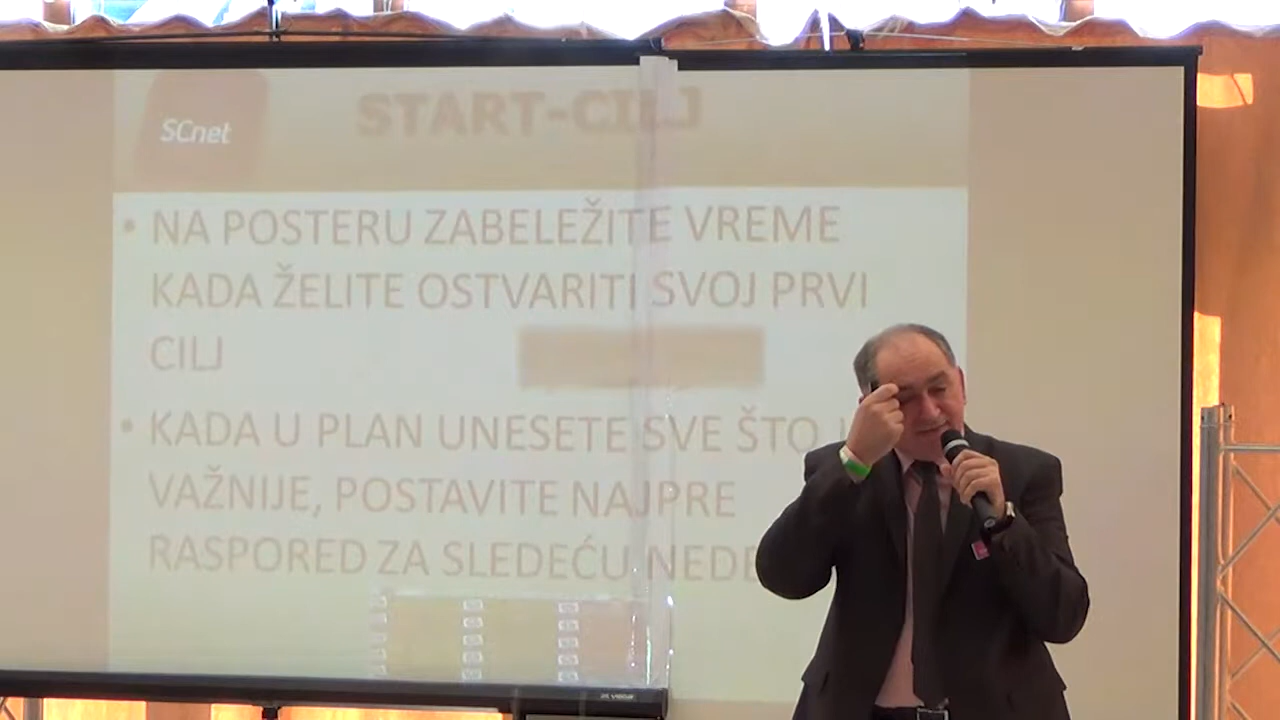 SCnet
START-CILJ
• NA POSTERU ZABELEŽITE VREME
KADA ŽELITE OSTVARITI SVOJ PRVI
CILJ
• KADA U PLAN UNESETE SVE ŠTO
VAŽNIJE, POSTAVITE NAJPRE
RASPORED ZA SLEDEĆU